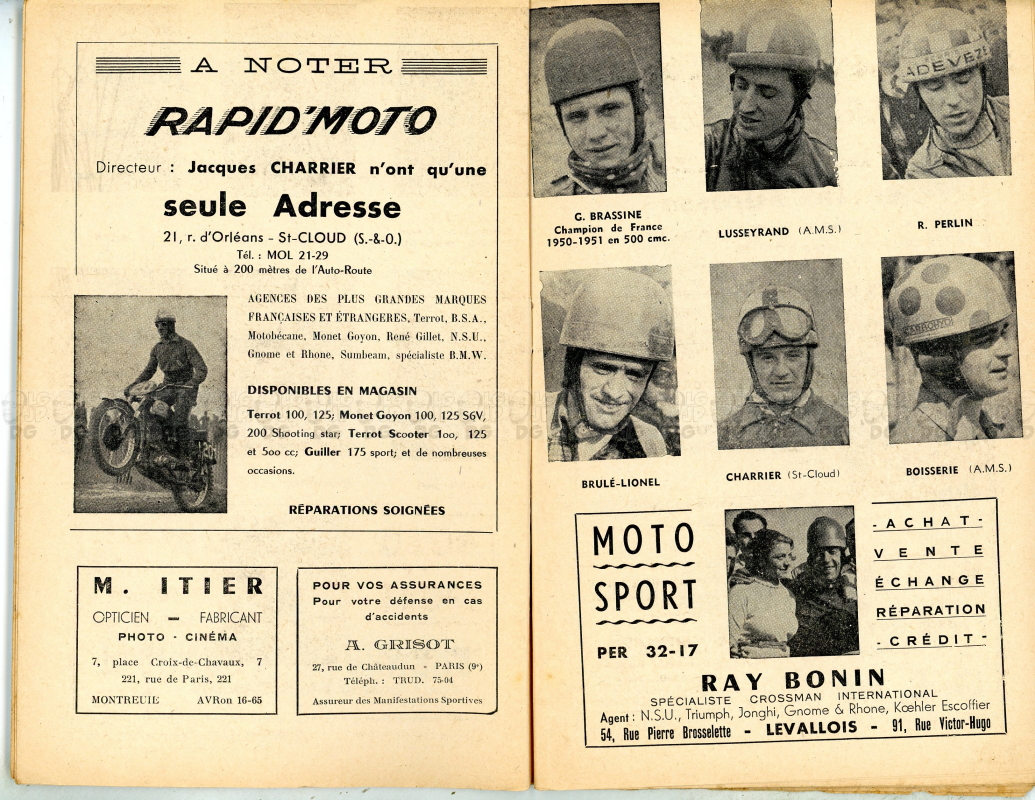 A NOTER
RAPID'MOTO
Directeur : Jacques CHARRIER n'ont qu'une
seule Adresse
21, r. d'Orléans - St-CLOUD (S.-&-O.)
Tél. : MOL 21-29
Situé à 200 mètres de l'Auto-Route
AGENCES DES PLUS GRANDES MARQUES
FRANÇAISES ET ÉTRANGERES, Terrot, B.S.A.,
Motobécane, Monet Goyon, René Gillet, N.S.U.,
Gnome et Rhone, Sumbeam, spécialiste B.M.W.
DISPONIBLES EN MAGASIN
Terrot 100, 125; Monet Goyon 100, 125 S6V,
200 Shooting star; Terrot Scooter 1oo, 125
et 5oo cc; Guiller 175 sport; et de nombreuses
occasions.
RÉPARATIONS SOIGNÉES
M. ITIER
OPTICIEN - FABRICANT
PHOTO - CINÉMA
7, place Croix-de-Chavaux, 7
221, rue de Paris, 221
MONTREUIE AVRon 16-65
POUR VOS ASSURANCES
Pour votre défense en cas
d'accidents
A. GRISOT
27, rue de Châteaudun - PARIS (9e)
Téléph. : TRUD. 75-04
Assureur des Manifestations Sportives
ADEVEZ
G. BRASSINE
Champion de France
1950-1951 en 500 cmc.
LUSSEYRAND (A.M.S.)
R. PERLIN
BRULÉ-LIONEL
CHARRIER (St-Cloud)
BOISSERIE (A.M.S.)
MOTO
SPORT
PER 32-17
- ACHAT -
VENTE
ÉCHANGE
RÉPARATION
- CRÉDIT -
RAY BONIN
SPÉCIALISTE CROSSMAN INTERNATIONAL
Agent : N.S.U., Triumph, Jonghi, Gnome & Rhone, Kœhler Escoffier
54, Rue Pierre Brosselette - LEVALLOIS - 91, Rue Victor-Hugo